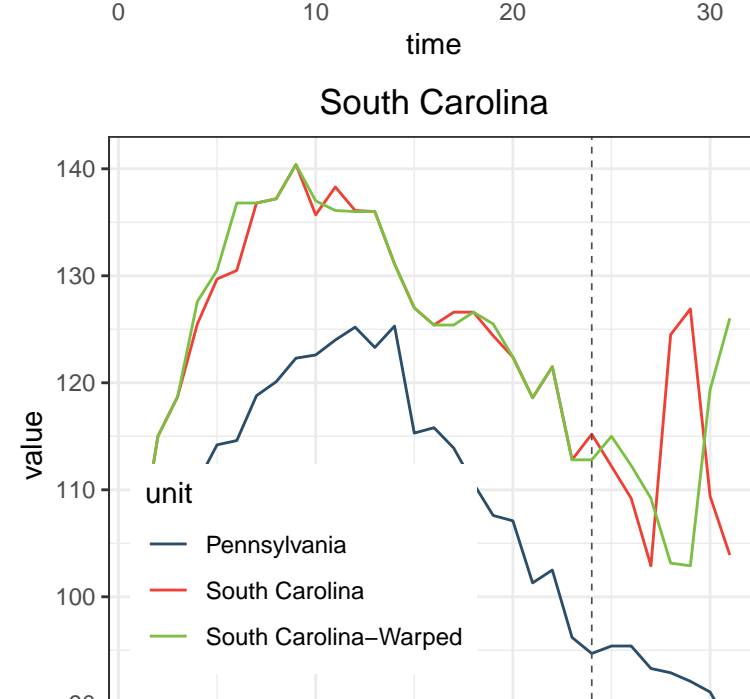 0 10 20 30
time
South Carolina
140
130
120
110
100
value
unit
Pennsylvania
South Carolina
South Carolina−Warped